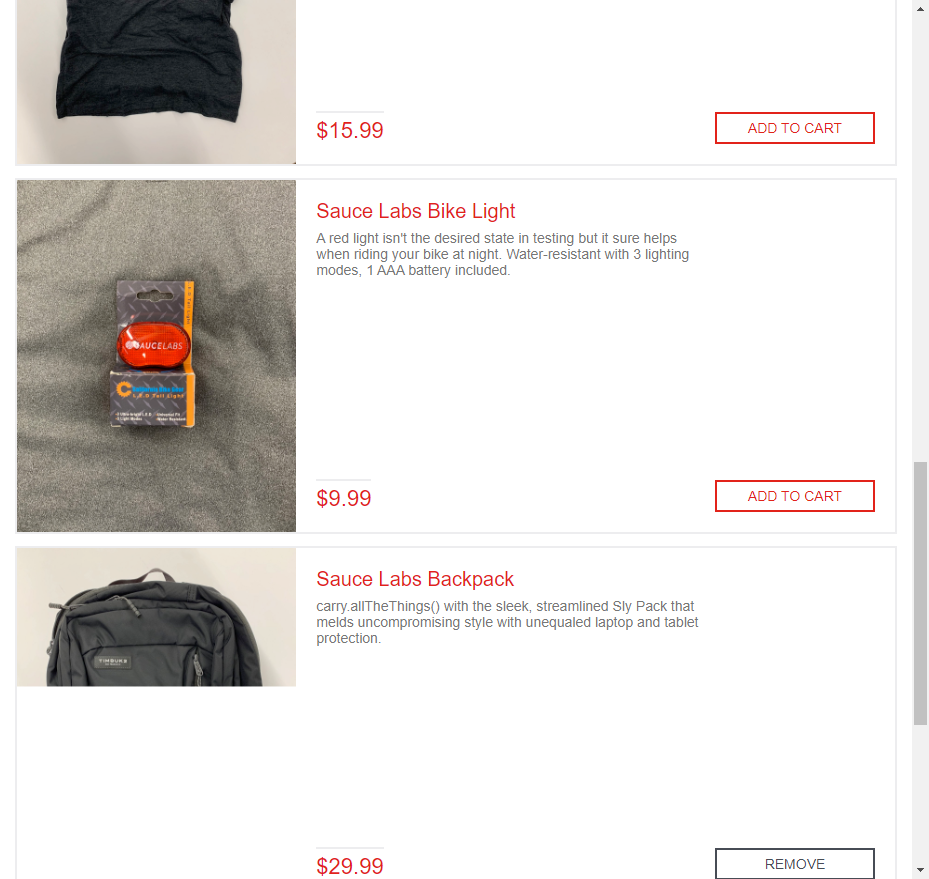 $15.99
ADD TO CART
Sauce Labs Bike Light
A red light isn't the desired state in testing but it sure helps
when riding your bike at night. Water-resistant with 3 lighting
modes, 1 AAA battery included.
SAUCELABS
L.E.D Tail Light
$9.99
ADD TO CART
Sauce Labs Backpack
carry.allTheThings() with the sleek, streamlined Sly Pack that
melds uncompromising style with unequaled laptop and tablet
protection.
TIMBUK2
$29.99
REMOVE